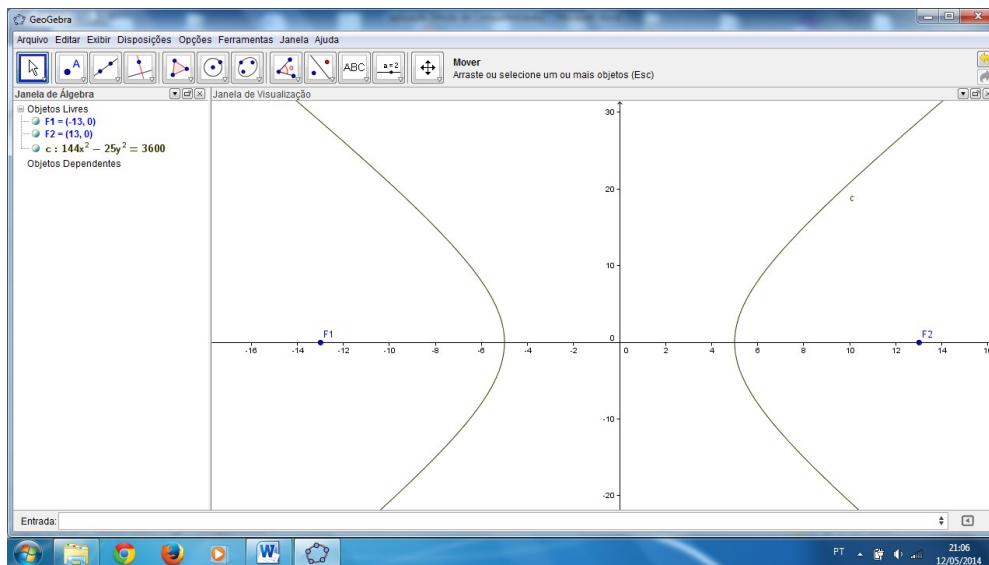 GeoGebra
Arquivo Editar Exibir Disposições Opções Ferramentas Janela Ajuda
A
α
ABC
a=2
Mover
Arraste ou selecione um ou mais objetos (Esc)
Janela de Álgebra
Janela de Visualização
Objetos Livres
F1 = (-13, 0)
F2 = (13, 0)
c : 144x² − 25y² = 3600
Objetos Dependentes
30
20
c
10
F1
0
F2
-16 -14 -12 -10 -8 -6 -4 -2 0 2 4 6 8 10 12 14 16
-10
-20
Entrada:
W
PT
21:06
12/05/2014